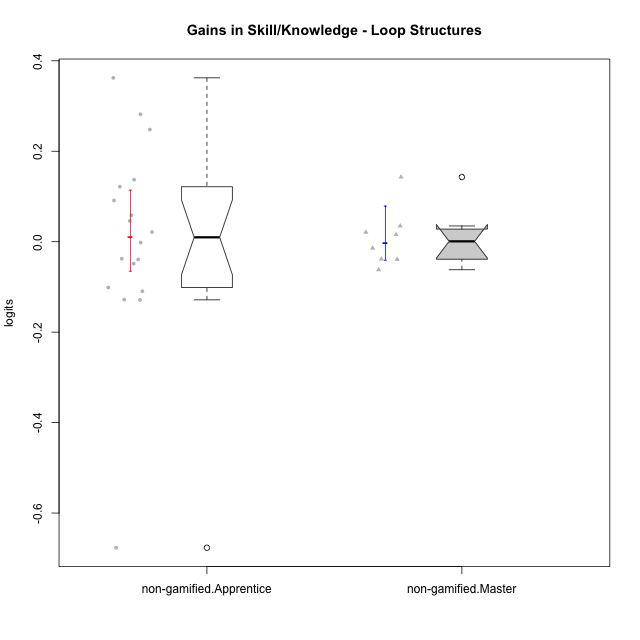 Gains in Skill/Knowledge - Loop Structures
logits
0.4
0.2
0.0
-0.2
-0.4
-0.6
non-gamified.Apprentice
non-gamified.Master